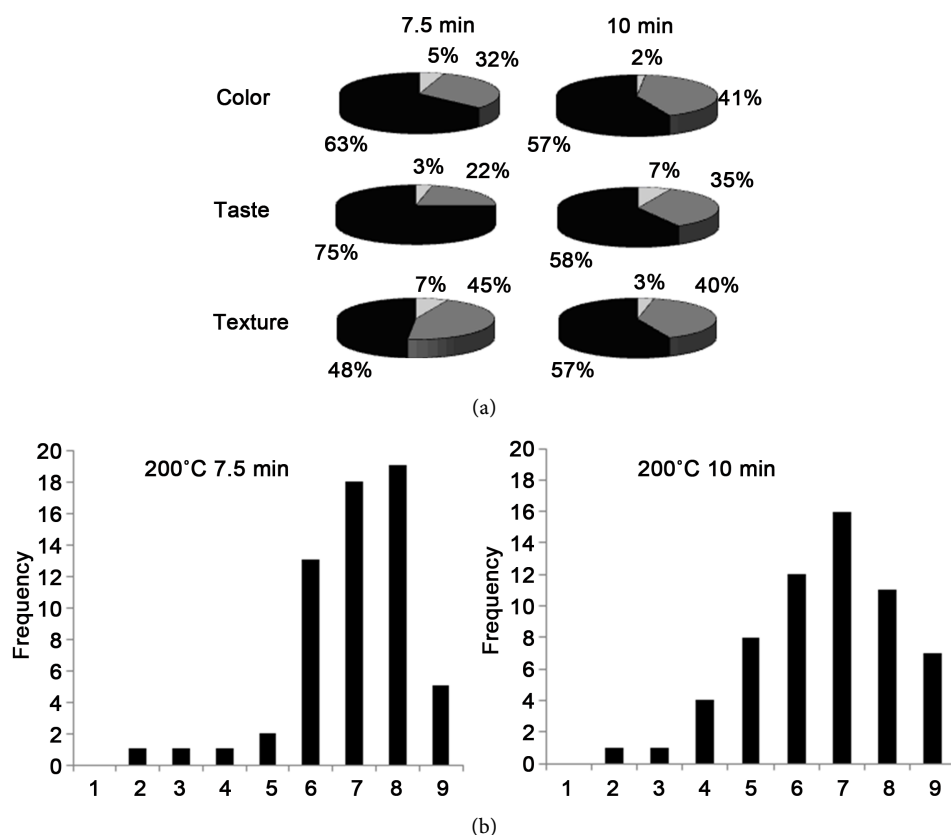 7.5 min 10 min
5% 32% 2%
Color 41%
63% 57%
3% 22% 7% 35%
Taste
75% 58%
7% 45% 3% 40%
Texture
48% 57%
(a)
20 20
18 200°C 7.5 min 18 200°C 10 min
16 16
14 14
12 12
10 10
8 8
6 6
4 4
2 2
0 0
Frequency Frequency
1 2 3 4 5 6 7 8 9 1 2 3 4 5 6 7 8 9
(b)